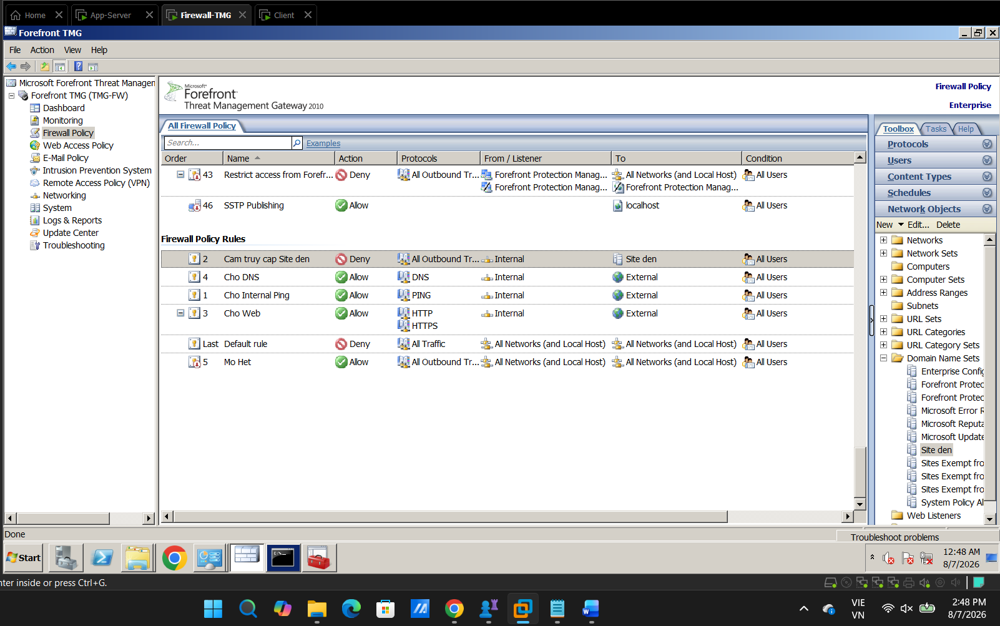 Home
App-Server
Firewall-TMG
Client
Forefront TMG
File Action View Help
Microsoft Forefront Threat Managen
Forefront TMG (TMG-FW)
Dashboard
Monitoring
Firewall Policy
Web Access Policy
E-Mail Policy
Intrusion Prevention System
Remote Access Policy (VPN)
Networking
System
Logs & Reports
Update Center
Troubleshooting
Microsoft
Forefront
Threat Management Gateway 2010
Firewall Policy
Enterprise
All Firewall Policy
Search... Examples
Order Name Action Protocols From / Listener To Condition
43 Restrict access from Forefr... Deny All Outbound Tr... Forefront Protection Manag... All Networks (and Local Host) All Users
Forefront Protection Manag... Forefront Protection Manag...
46 SSTP Publishing Allow localhost All Users
Firewall Policy Rules
2 Cam truy cap Site den Deny All Outbound Tr... Internal Site den All Users
4 Cho DNS Allow DNS Internal External All Users
1 Cho Internal Ping Allow PING Internal External All Users
3 Cho Web Allow HTTP Internal External All Users
HTTPS
Last Default rule Deny All Traffic All Networks (and Local Host) All Networks (and Local Host) All Users
5 Mo Het Allow All Outbound Tr... All Networks (and Local Host) All Networks (and Local Host) All Users
Toolbox Tasks Help
Protocols
Users
Content Types
Schedules
Network Objects
New Edit... Delete
Networks
Network Sets
Computers
Computer Sets
Address Ranges
Subnets
URL Sets
URL Categories
URL Category Sets
Domain Name Sets
Enterprise Config
Forefront Protec
Forefront Protec
Microsoft Error R
Microsoft Reputa
Microsoft Update
Site den
Sites Exempt fro
Sites Exempt fro
Sites Exempt fro
System Policy Al
Web Listeners
Done
Troubleshoot problems
Start
12:48 AM
8/7/2026
nter inside or press Ctrl+G.
VIE
VN
2:48 PM
8/7/2026